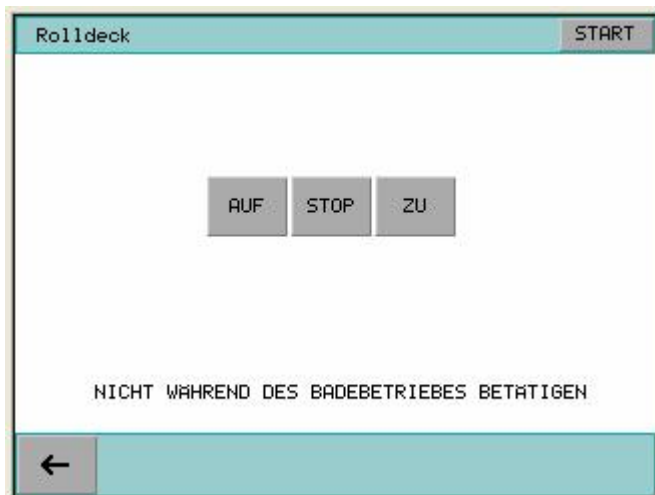 Rolldeck START
AUF STOP ZU
NICHT WÄHREND DES BADEBETRIEBES BETÄTIGEN